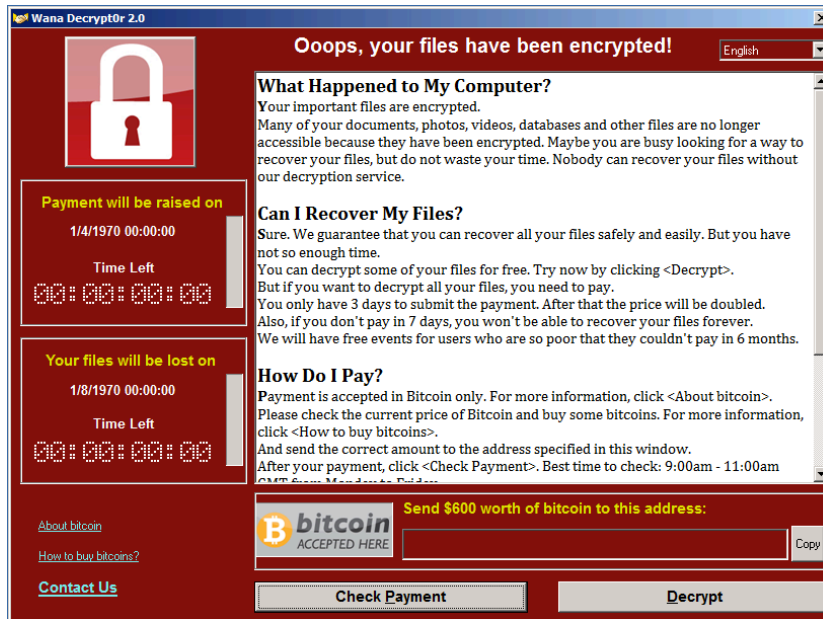 Wana Decrypt0r 2.0
Ooops, your files have been encrypted!
English
What Happened to My Computer?
Your important files are encrypted.
Many of your documents, photos, videos, databases and other files are no longer
accessible because they have been encrypted. Maybe you are busy looking for a way to
recover your files, but do not waste your time. Nobody can recover your files without
our decryption service.
Can I Recover My Files?
Sure. We guarantee that you can recover all your files safely and easily. But you have
not so enough time.
You can decrypt some of your files for free. Try now by clicking <Decrypt>.
But if you want to decrypt all your files, you need to pay.
You only have 3 days to submit the payment. After that the price will be doubled.
Also, if you don't pay in 7 days, you won't be able to recover your files forever.
We will have free events for users who are so poor that they couldn't pay in 6 months.
How Do I Pay?
Payment is accepted in Bitcoin only. For more information, click <About bitcoin>.
Please check the current price of Bitcoin and buy some bitcoins. For more information,
click <How to buy bitcoins>.
And send the correct amount to the address specified in this window.
After your payment, click <Check Payment>. Best time to check: 9:00am - 11:00am
GMT from Monday to Friday
Payment will be raised on
1/4/1970 00:00:00
Time Left
00:00:00:00
Your files will be lost on
1/8/1970 00:00:00
Time Left
00:00:00:00
About bitcoin
How to buy bitcoins?
Contact Us
bitcoin
ACCEPTED HERE
Send $600 worth of bitcoin to this address:
Copy
Check Payment
Decrypt